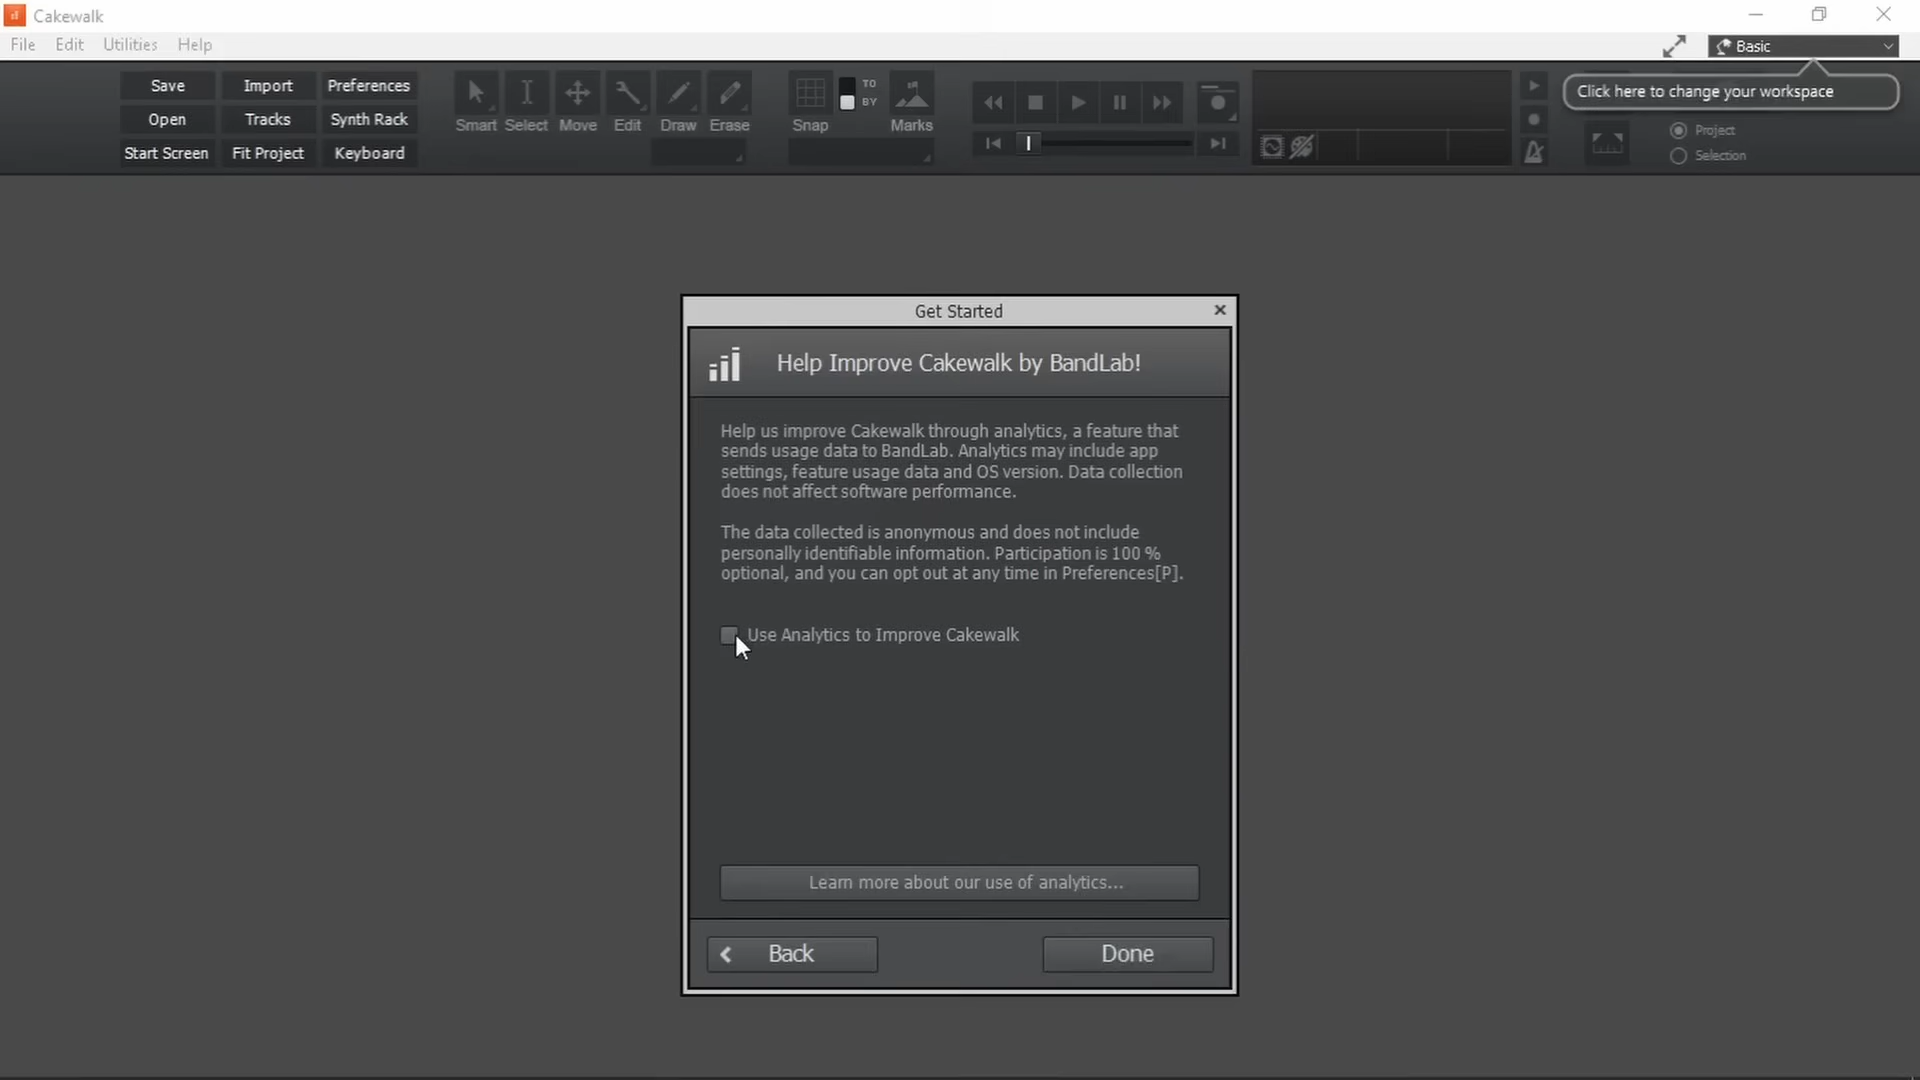 Cakewalk
File Edit Utilities Help
Basic
Click here to change your workspace
Save Import Preferences
Open Tracks Synth Rack
Start Screen Fit Project Keyboard
Smart Select Move Edit Draw Erase
Snap TO BY Marks
Project
Selection
Get Started
Help Improve Cakewalk by BandLab!
Help us improve Cakewalk through analytics, a feature that
sends usage data to BandLab. Analytics may include app
settings, feature usage data and OS version. Data collection
does not affect software performance.
The data collected is anonymous and does not include
personally identifiable information. Participation is 100 %
optional, and you can opt out at any time in Preferences[P].
Use Analytics to Improve Cakewalk
Learn more about our use of analytics...
Back Done